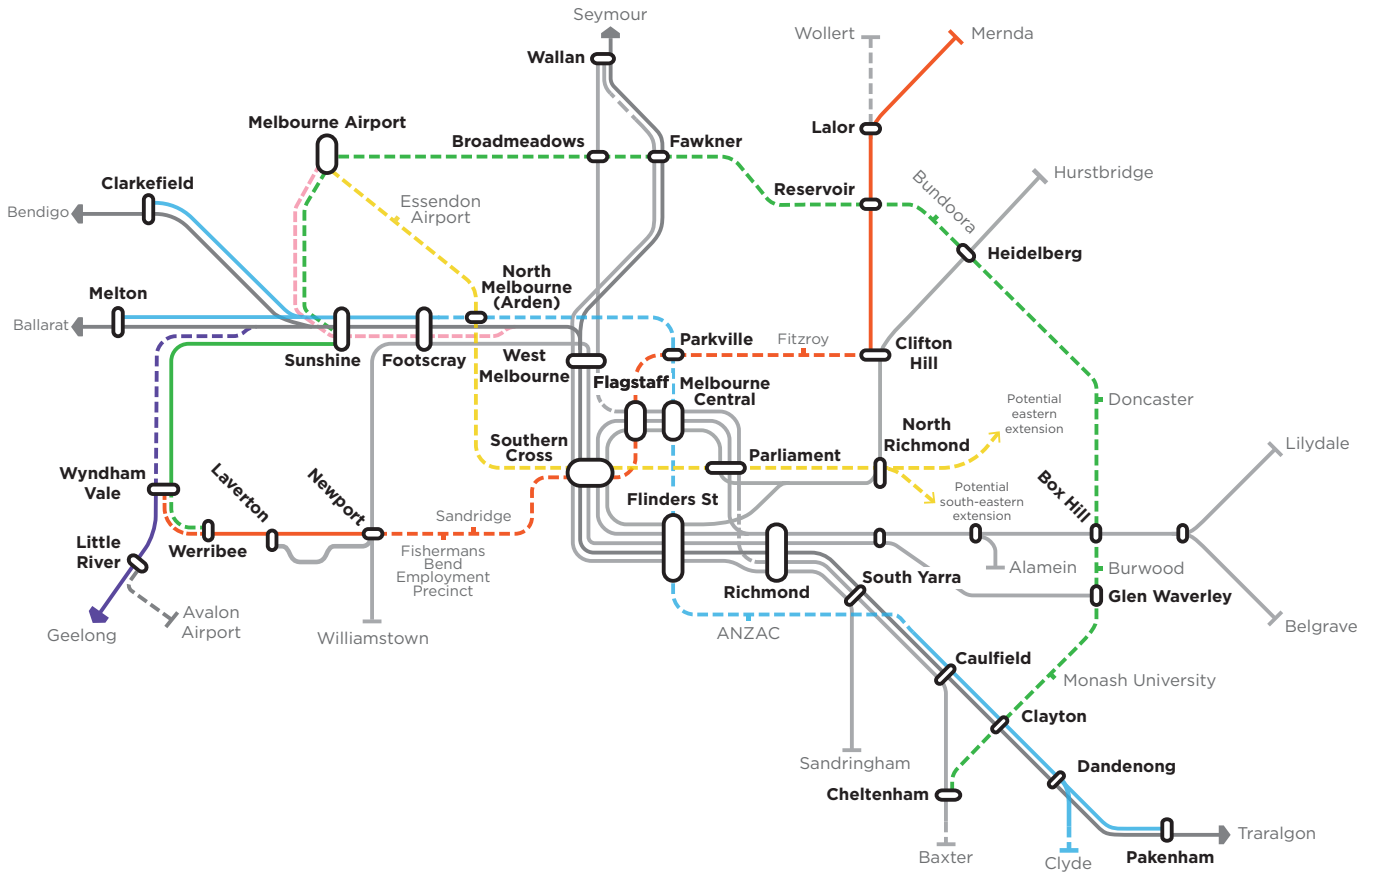 Seymour
Wallan
Wollert
Mernda
Melbourne Airport
Lalor
Broadmeadows
Fawkner
Clarkefield
Bendigo
Essendon
Airport
Reservoir
Bundoora
Hurstbridge
Heidelberg
Melton
Ballarat
North
Melbourne
(Arden)
Sunshine
Footscray
West
Melbourne
Parkville
Fitzroy
Clifton
Hill
Flagstaff
Melbourne
Central
Doncaster
Potential
eastern
extension
North
Richmond
Southern
Cross
Parliament
Lilydale
Wyndham
Vale
Laverton
Newport
Flinders St
Potential
south-eastern
extension
Box Hill
Sandridge
Werribee
Fishermans
Bend
Employment
Precinct
Little
River
Richmond
South Yarra
Alamein
Burwood
Glen Waverley
Avalon
Airport
Geelong
Williamstown
ANZAC
Belgrave
Caulfield
Monash University
Clayton
Sandringham
Dandenong
Cheltenham
Traralgon
Baxter
Clyde
Pakenham